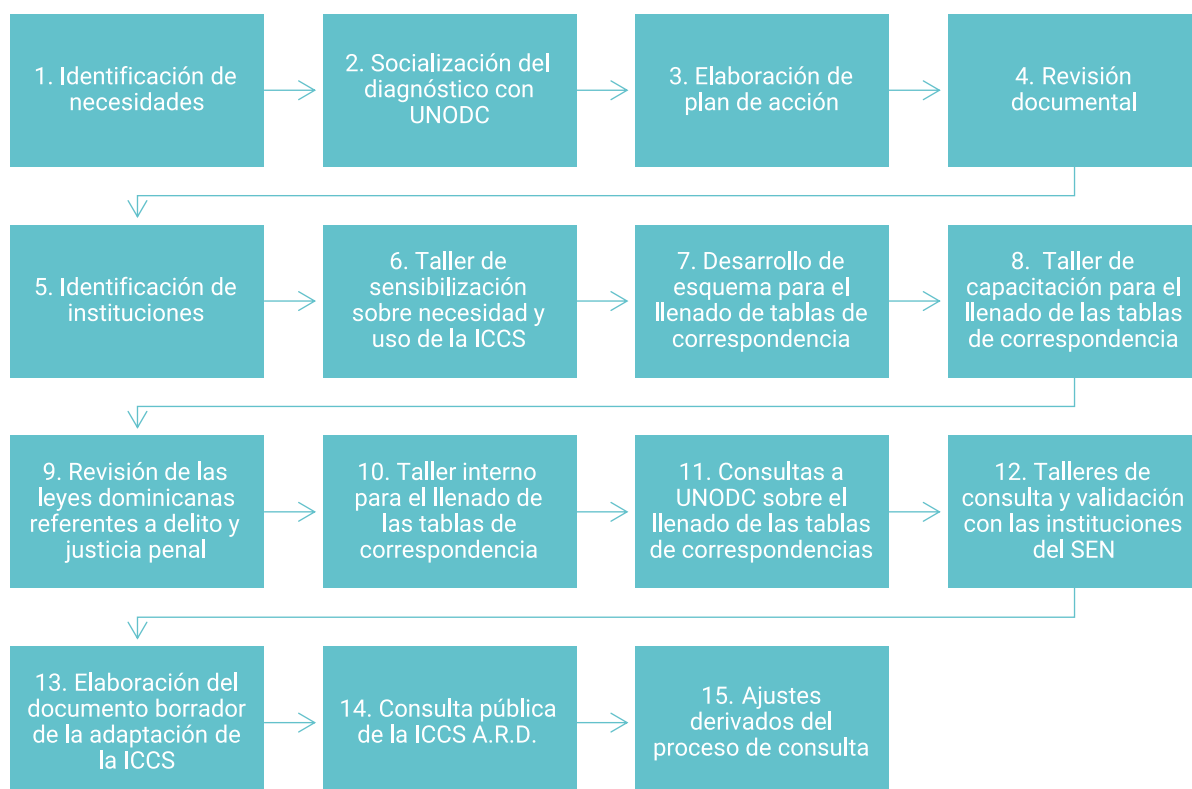 1. Identificación de
necesidades
2. Socialización del
diagnóstico con
UNODC
3. Elaboración de
plan de acción
4. Revisión
documental
5. Identificación de
instituciones
6. Taller de
sensibilización
sobre necesidad y
uso de la ICCS
7. Desarrollo de
esquema para el
llenado de tablas de
correspondencia
8. Taller de
capacitación para el
llenado de las tablas
de correspondencia
9. Revisión de las
leyes dominicanas
referentes a delito y
justicia penal
10. Taller interno
para el llenado de
las tablas de
correspondencia
11. Consultas a
UNODC sobre el
llenado de las tablas
de correspondencias
12. Talleres de
consulta y validación
con las instituciones
del SEN
13. Elaboración del
documento borrador
de la adaptación de
la ICCS
14. Consulta pública
de la ICCS A.R.D.
15. Ajustes
derivados del
proceso de consulta